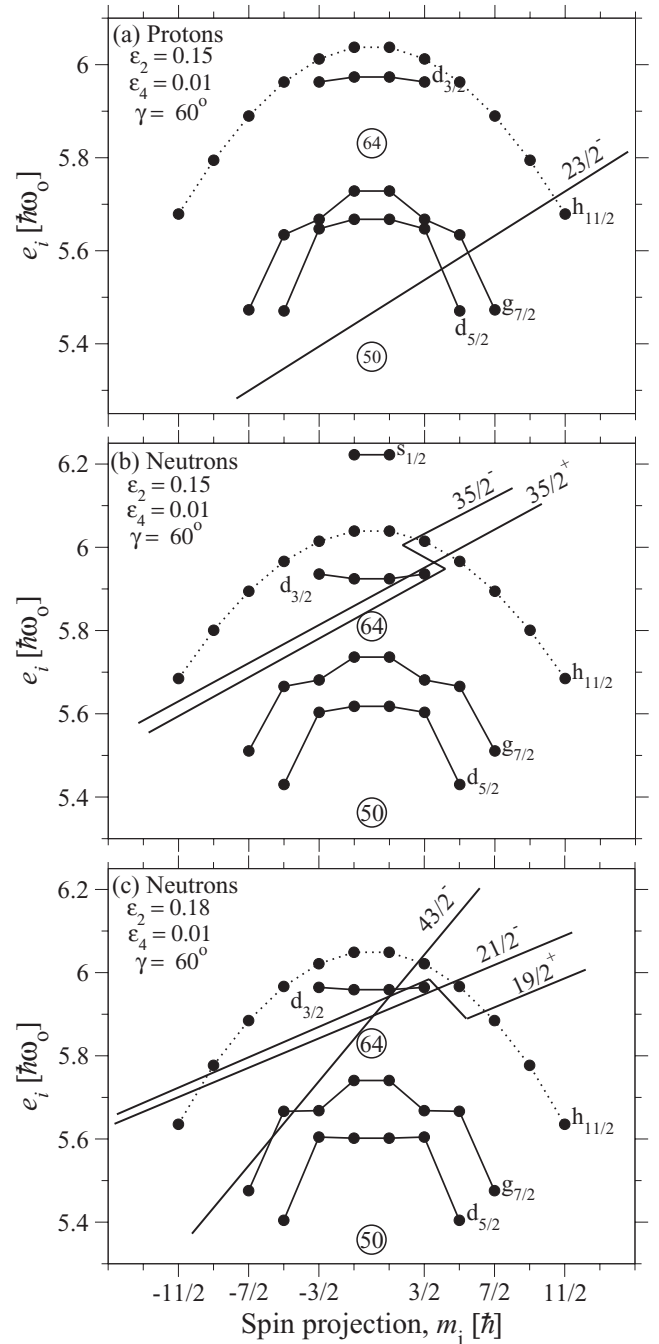 (a) Protons
ε₂ = 0.15
ε₄ = 0.01
γ = 60°
6
5.8
5.6
5.4
eᵢ [ħω₀]
d₃/₂
64
23/2⁻
h₁₁/₂
g₇/₂
d₅/₂
50
(b) Neutrons
ε₂ = 0.15
ε₄ = 0.01
γ = 60°
6.2
6
5.8
5.6
5.4
eᵢ [ħω₀]
s₁/₂
35/2⁻
35/2⁺
d₃/₂
64
h₁₁/₂
g₇/₂
d₅/₂
50
(c) Neutrons
ε₂ = 0.18
ε₄ = 0.01
γ = 60°
6.2
6
5.8
5.6
5.4
eᵢ [ħω₀]
43/2⁻
21/2⁻
19/2⁺
d₃/₂
64
h₁₁/₂
g₇/₂
d₅/₂
50
-11/2 -7/2 -3/2 3/2 7/2 11/2
Spin projection, mᵢ [ħ]